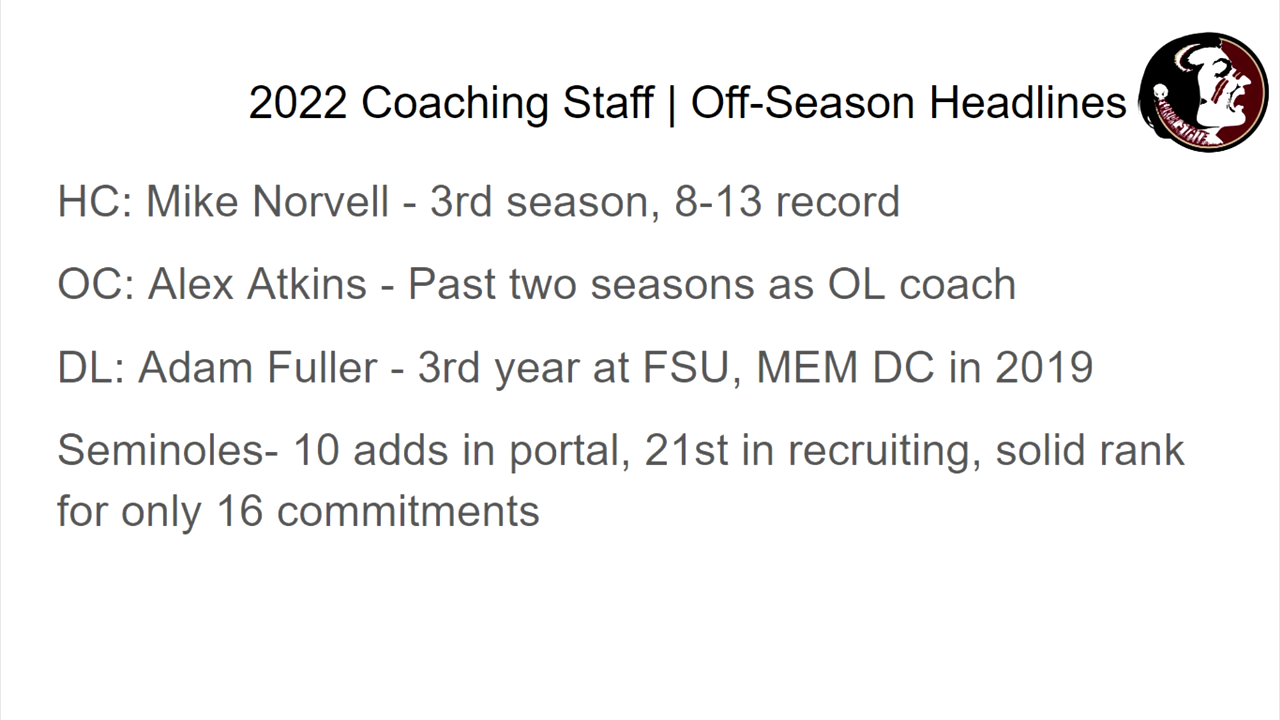 2022 Coaching Staff | Off-Season Headlines
HC: Mike Norvell - 3rd season, 8-13 record
OC: Alex Atkins - Past two seasons as OL coach
DL: Adam Fuller - 3rd year at FSU, MEM DC in 2019
Seminoles- 10 adds in portal, 21st in recruiting, solid rank
for only 16 commitments